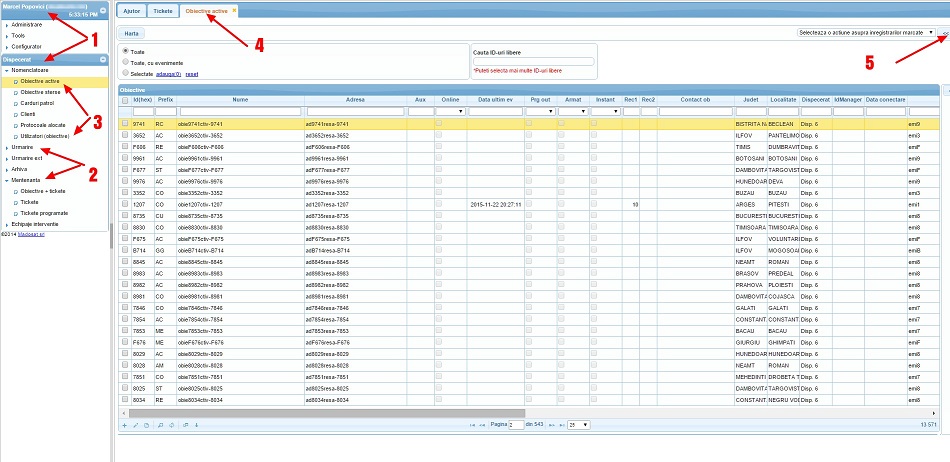 Marcel Popovici
5:33:15 PM
Administrare
Tools
Configurator
1
Dispecerat
Nomenclatoare
Obiective active
Obiective sterse
Carduri patrol
Clienti
Protocoale alocate
Utilizatori (obiective)
3
Urmarire
Urmarire ext
2
Arhiva
Mentenanta
Obiective + tickete
Tickete
Tickete programate
Echipaje interventie
©2014
Ajutor Tickete Obiective active
4
Harta
Selecteaza o actiune asupra inregistrarilor marcate
5
Toate
Toate, cu evenimente
Selectate adauga(0) reset
Cauta ID-uri libere
*Puteti selecta mai multe ID-uri libere
Obiective
Id(hex) Prefix Nume Adresa Aux Online Data ultim ev Prg out Armat Instant Rec1 Rec2 Contact ob Judet Localitate Dispecerat IdManager Data conectare
9741 RC obie9741ctiv-9741 ad9741resa-9741 BISTRITA NA BECLEAN Disp. 6 emi9
3652 AC obie3652ctiv-3652 ad3652resa-3652 ILFOV PANTELIMO Disp. 6 emi3
F606 RE obieF606ctiv-F606 adF606resa-F606 TIMIS DUMBRAVIT Disp. 6 emiF
9961 AC obie9961ctiv-9961 ad9961resa-9961 BOTOSANI BOTOSANI Disp. 6 emi9
F677 ST obieF677ctiv-F677 adF677resa-F677 DAMBOVITA TARGOVIST Disp. 6 emiF
9976 AC obie9976ctiv-9976 ad9976resa-9976 HUNEDOAR DEVA Disp. 6 emi9
3352 CO obie3352ctiv-3352 ad3352resa-3352 BUZAU BUZAU Disp. 6 emi3
1207 CO obie1207ctiv-1207 ad1207resa-1207 2015-11-22 20:27:11 10 ARGES PITESTI Disp. 6 emi1
8735 CU obie8735ctiv-8735 ad8735resa-8735 BUCURESTI BUCURESTI Disp. 6 emi8
8830 CO obie8830ctiv-8830 ad8830resa-8830 TIMISOARA TIMISOARA Disp. 6 emi8
F675 AC obieF675ctiv-F675 adF675resa-F675 ILFOV VOLUNTARI Disp. 6 emiF
B714 GG obieB714ctiv-B714 adB714resa-B714 ILFOV MOGOSOAI Disp. 6 emiB
8845 AC obie8845ctiv-8845 ad8845resa-8845 NEAMT ROMAN Disp. 6 emi8
8983 AC obie8983ctiv-8983 ad8983resa-8983 BRASOV PREDEAL Disp. 6 emi8
8982 AC obie8982ctiv-8982 ad8982resa-8982 PRAHOVA PLOIESTI Disp. 6 emi8
8981 CO obie8981ctiv-8981 ad8981resa-8981 DAMBOVITA COJASCA Disp. 6 emi8
7846 CO obie7846ctiv-7846 ad7846resa-7846 GALATI GALATI Disp. 6 emi7
7854 AC obie7854ctiv-7854 ad7854resa-7854 CONSTANT. CONSTANT. Disp. 6 emi7
7853 ME obie7853ctiv-7853 ad7853resa-7853 BACAU BACAU Disp. 6 emi7
F676 ME obieF676ctiv-F676 adF676resa-F676 GIURGIU GHIMPATI Disp. 6 emiF
8029 AC obie8029ctiv-8029 ad8029resa-8029 HUNEDOAR HUNEDOAR Disp. 6 emi8
8028 AM obie8028ctiv-8028 ad8028resa-8028 NEAMT ROMAN Disp. 6 emi8
7851 CO obie7851ctiv-7851 ad7851resa-7851 MEHEDINTI DROBETA T Disp. 6 emi7
8025 ST obie8025ctiv-8025 ad8025resa-8025 DAMBOVITA TARGOVIST Disp. 6 emi8
8034 RE obie8034ctiv-8034 ad8034resa-8034 CONSTANT. NEGRU VOD Disp. 6 emi8
Pagina 2 din 543 25 13 571